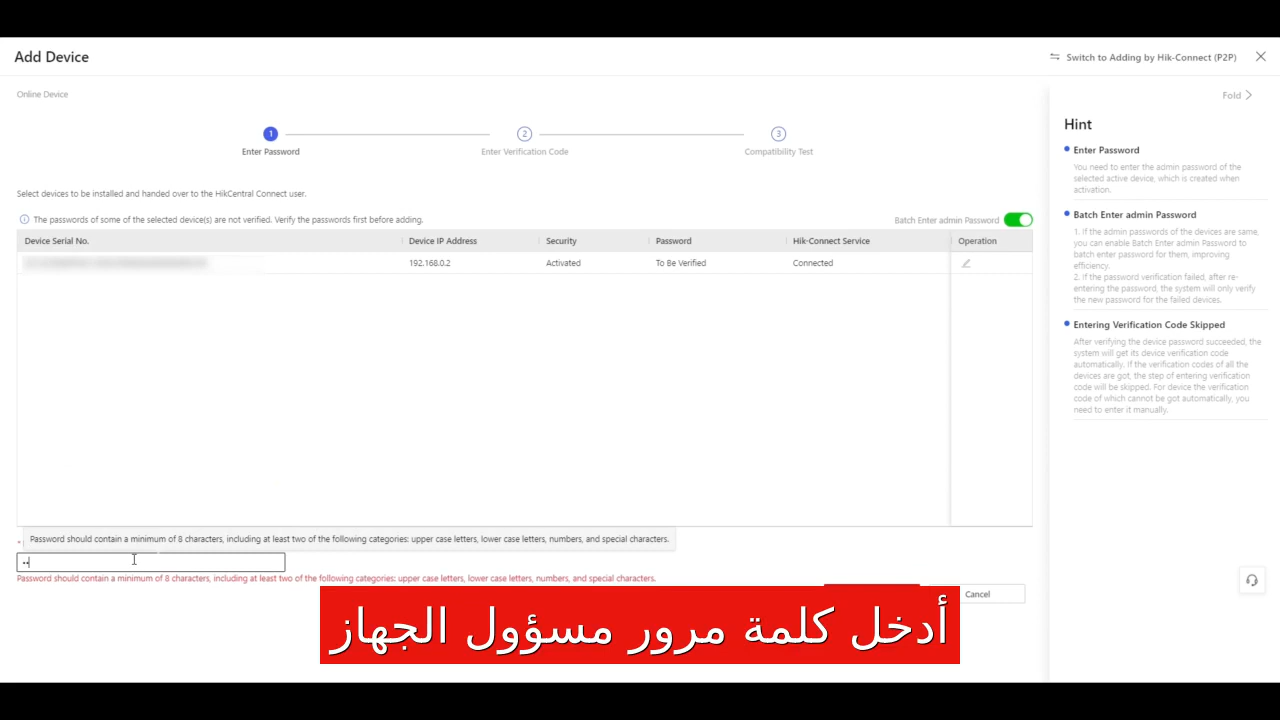 Add Device
Switch to Adding by Hik-Connect (P2P)
Online Device
Fold
1
2
3
Enter Password
Enter Verification Code
Compatibility Test
Select devices to be installed and handed over to the HikCentral Connect user.
The passwords of some of the selected device(s) are not verified. Verify the passwords first before adding.
Batch Enter admin Password
Device Serial No.
Device IP Address
Security
Password
Hik-Connect Service
Operation
192.168.0.2
Activated
To Be Verified
Connected
Password should contain a minimum of 8 characters, including at least two of the following categories: upper case letters, lower case letters, numbers, and special characters.
Password should contain a minimum of 8 characters, including at least two of the following categories: upper case letters, lower case letters, numbers, and special characters.
Cancel
Hint
Enter Password
You need to enter the admin password of the
selected active device, which is created when
activation.
Batch Enter admin Password
1. If the admin passwords of the devices are same,
you can enable Batch Enter admin Password to
batch enter password for them, improving
efficiency.
2. If the password verification failed, after re-
entering the password, the system will only verify
the new password for the failed devices.
Entering Verification Code Skipped
After verifying the device password succeeded, the
system will get its device verification code
automatically. If the verification codes of all the
devices are got, the step of entering verification
code will be skipped. For device the verification
code of which cannot be got automatically, you
need to enter it manually.
أدخل كلمة مرور مسؤول الجهاز